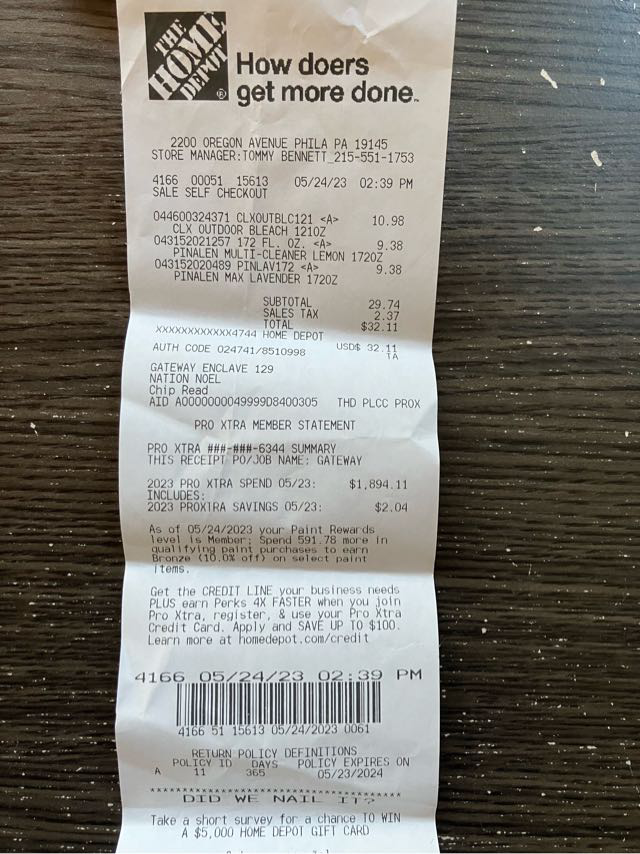 THE HOME DEPOT ®
How doers
get more done™
2200 OREGON AVENUE PHILA PA 19145
STORE MANAGER:TOMMY BENNETT 215-551-1753
4166 00051 15613 05/24/23 02:39 PM
SALE SELF CHECKOUT
044600324371 CLXOUTBLC121 <A> 10.98
CLX OUTDOOR BLEACH 121OZ
043152021257 172 FL. OZ. <A> 9.38
PINALEN MULTI-CLEANER LEMON 172OZ
043152020489 PINLAV172 <A> 9.38
PINALEN MAX LAVENDER 172OZ
SUBTOTAL 29.74
SALES TAX 2.37
TOTAL $32.11
XXXXXXXXXXXX4744 HOME DEPOT
USD$ 32.11
AUTH CODE 024741/8510998 TA
GATEWAY ENCLAVE 129
NATION NOEL
Chip Read
AID A0000000049999D8400305 THD PLCC PROX
PRO XTRA MEMBER STATEMENT
PRO XTRA ###-###-6344 SUMMARY
THIS RECEIPT PO/JOB NAME: GATEWAY
2023 PRO XTRA SPEND 05/23: $1,894.11
INCLUDES:
2023 PROXTRA SAVINGS 05/23: $2.04
As of 05/24/2023 your Paint Rewards
level is Member; Spend 591.78 more in
qualifying paint purchases to earn
Bronze (10.0% off) on select paint
items.
Get the CREDIT LINE your business needs
PLUS earn Perks 4X FASTER when you join
Pro Xtra, register, & use your Pro Xtra
Credit Card. Apply and SAVE UP TO $100.
Learn more at homedepot.com/credit
4166 05/24/23 02:39 PM
4166 51 15613 05/24/2023 0061
RETURN POLICY DEFINITIONS
POLICY ID DAYS POLICY EXPIRES ON
A 11 365 05/23/2024
****************************************
DID WE NAIL IT?
Take a short survey for a chance TO WIN
A $5,000 HOME DEPOT GIFT CARD